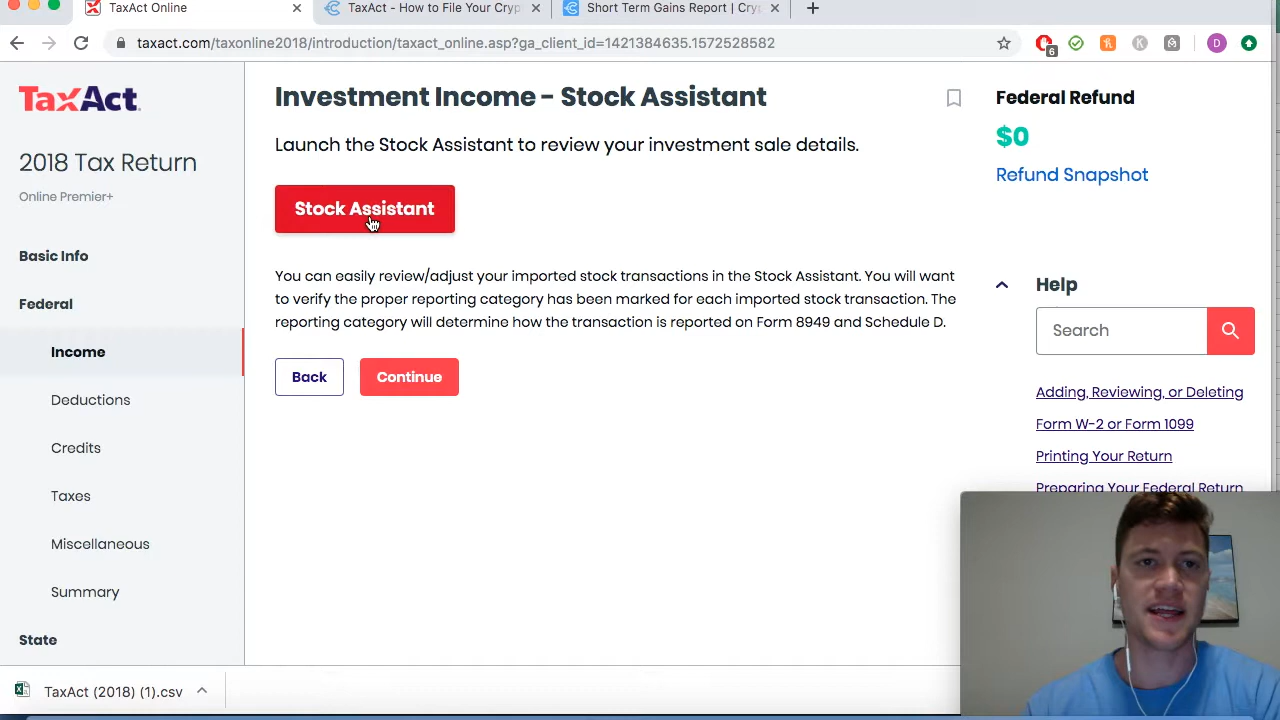 TaxAct Online
TaxAct - How to File Your Cryp
Short Term Gains Report | Cryp
taxact.com/taxonline2018/introduction/taxact_online.asp?ga_client_id=1421384635.1572528582
6
K
D
TaxAct.
2018 Tax Return
Online Premier+
Basic Info
Federal
Income
Deductions
Credits
Taxes
Miscellaneous
Summary
State
Investment Income - Stock Assistant
Launch the Stock Assistant to review your investment sale details.
Stock Assistant
You can easily review/adjust your imported stock transactions in the Stock Assistant. You will want
to verify the proper reporting category has been marked for each imported stock transaction. The
reporting category will determine how the transaction is reported on Form 8949 and Schedule D.
Back
Continue
Federal Refund
$0
Refund Snapshot
Help
Search
Adding, Reviewing, or Deleting
Form W-2 or Form 1099
Printing Your Return
Preparing Your Federal Return
TaxAct (2018) (1).csv